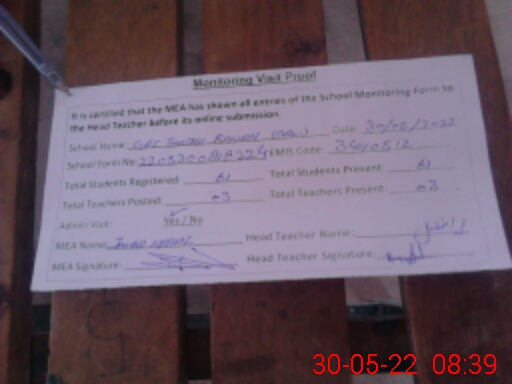 Monitoring Visit Proof
It is certified that the MEA has shown all entries of the School Monitoring Form to
the Head Teacher before its online submission.
School Name: Date: 30/05/2022
School Form No: EMIS Code:
Total Students Registered: 61 Total Students Present: 61
Total Teachers Posted: 03 Total Teachers Present: 03
Admin Visit: Yes / No
MEA Name: Head Teacher Name:
MEA Signature: Head Teacher Signature:
30-05-22 08:39